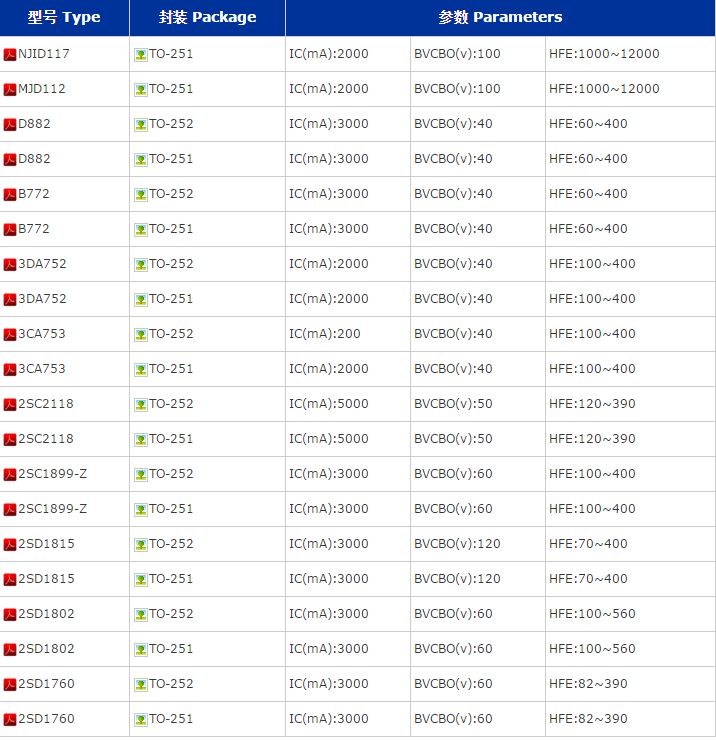 型号 Type 封装 Package 参数 Parameters
NJID117 TO-251 IC(mA):2000 BVCBO(v):100 HFE:1000~12000
MJD112 TO-251 IC(mA):2000 BVCBO(v):100 HFE:1000~12000
D882 TO-252 IC(mA):3000 BVCBO(v):40 HFE:60~400
D882 TO-251 IC(mA):3000 BVCBO(v):40 HFE:60~400
B772 TO-252 IC(mA):3000 BVCBO(v):40 HFE:60~400
B772 TO-251 IC(mA):3000 BVCBO(v):40 HFE:60~400
3DA752 TO-252 IC(mA):2000 BVCBO(v):40 HFE:100~400
3DA752 TO-251 IC(mA):2000 BVCBO(v):40 HFE:100~400
3CA753 TO-252 IC(mA):200 BVCBO(v):40 HFE:100~400
3CA753 TO-251 IC(mA):2000 BVCBO(v):40 HFE:100~400
2SC2118 TO-252 IC(mA):5000 BVCBO(v):50 HFE:120~390
2SC2118 TO-251 IC(mA):5000 BVCBO(v):50 HFE:120~390
2SC1899-Z TO-252 IC(mA):3000 BVCBO(v):60 HFE:100~400
2SC1899-Z TO-251 IC(mA):3000 BVCBO(v):60 HFE:100~400
2SD1815 TO-252 IC(mA):3000 BVCBO(v):120 HFE:70~400
2SD1815 TO-251 IC(mA):3000 BVCBO(v):120 HFE:70~400
2SD1802 TO-252 IC(mA):3000 BVCBO(v):60 HFE:100~560
2SD1802 TO-251 IC(mA):3000 BVCBO(v):60 HFE:100~560
2SD1760 TO-252 IC(mA):3000 BVCBO(v):60 HFE:82~390
2SD1760 TO-251 IC(mA):3000 BVCBO(v):60 HFE:82~390